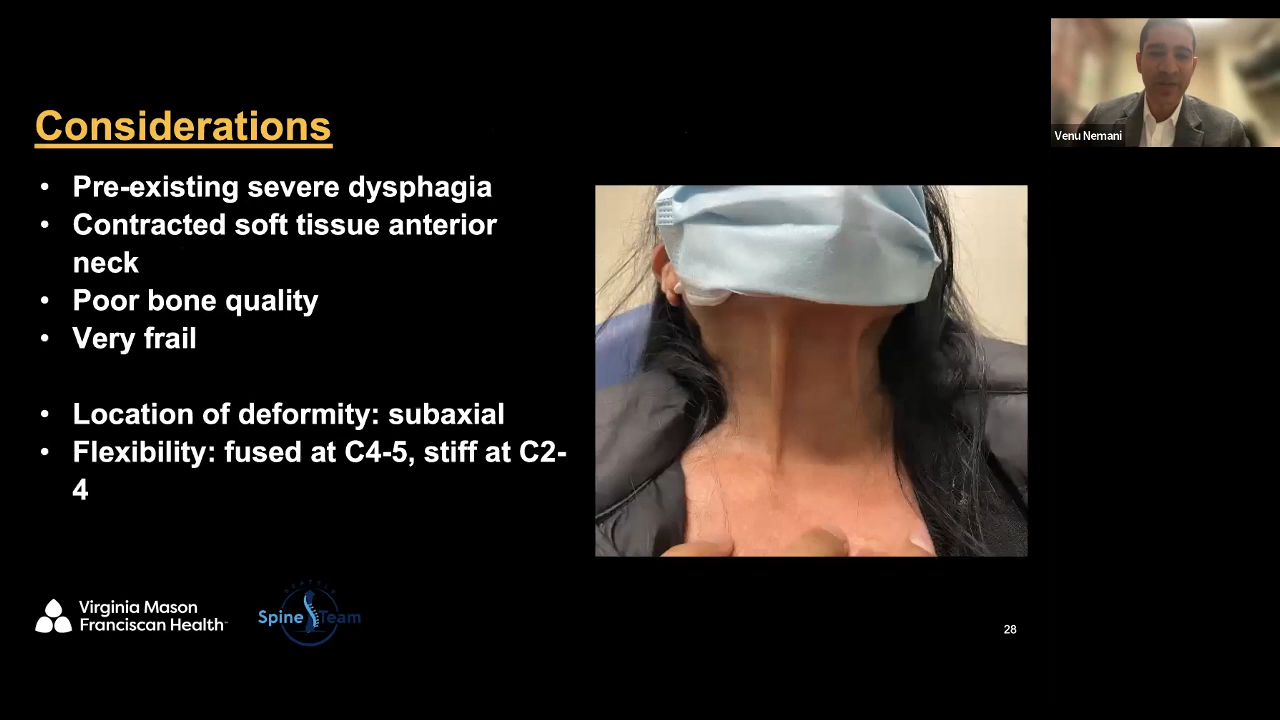 Considerations
• Pre-existing severe dysphagia
• Contracted soft tissue anterior
neck
• Poor bone quality
• Very frail
• Location of deformity: subaxial
• Flexibility: fused at C4-5, stiff at C2-
4
Venu Nemani
Virginia Mason
Franciscan Health
SEATTLE
Spine Team
28